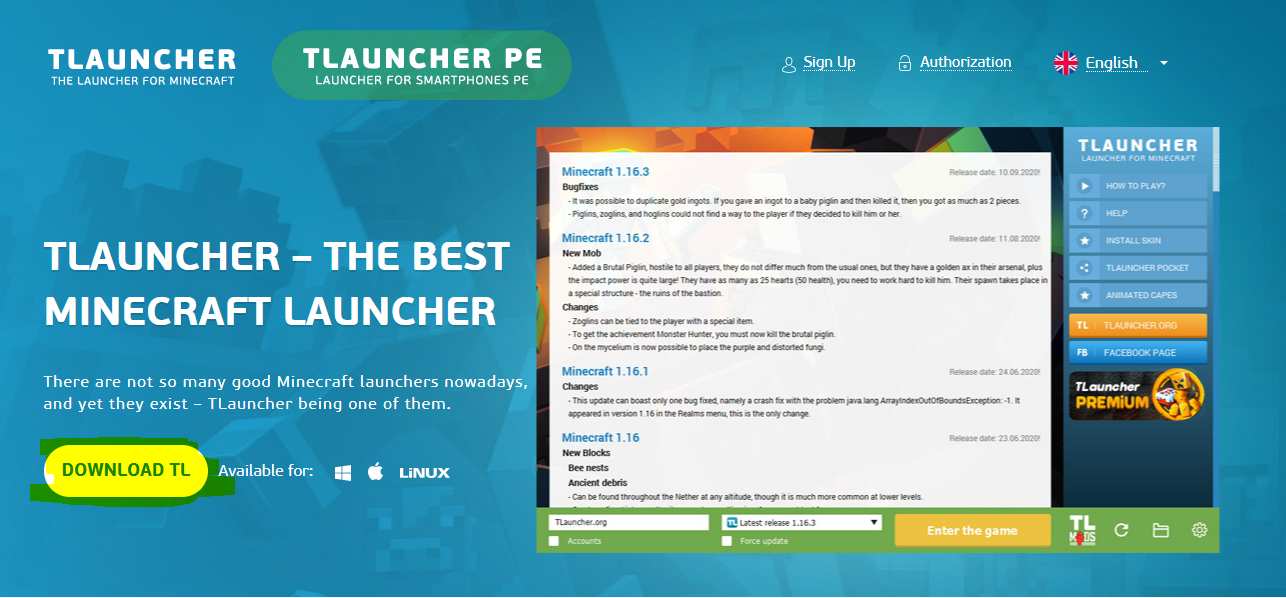 TLAUNCHER
THE LAUNCHER FOR MINECRAFT
TLAUNCHER PE
LAUNCHER FOR SMARTPHONES PE
Sign Up
Authorization
English
TLAUNCHER – THE BEST
MINECRAFT LAUNCHER
There are not so many good Minecraft launchers nowadays,
and yet they exist – TLauncher being one of them.
DOWNLOAD TL
Available for:
LiNUX
Minecraft 1.16.3
Release date: 10.09.2020!
Bugfixes
- It was possible to duplicate gold ingots. If you gave an ingot to a baby piglin and then killed it, then you got as much as 2 pieces.
- Piglins, zoglins, and hoglins could not find a way to the player if they decided to kill him or her.
Minecraft 1.16.2
Release date: 11.08.2020!
New Mob
- Added a Brutal Piglin, hostile to all players, they do not differ much from the usual ones, but they have a golden ax in their arsenal, plus
the impact power is quite large! They have as many as 25 hearts (50 health), you need to work hard to kill him. Their spawn takes place in
a special structure - the ruins of the bastion.
Changes
- Zoglins can be tied to the player with a special item.
- To get the achievement Monster Hunter, you must now kill the brutal piglin.
- On the mycelium is now possible to place the purple and distorted fungi.
Minecraft 1.16.1
Release date: 24.06.2020!
Changes
- This update can boast only one bug fixed, namely a crash fix with the problem java.lang.ArrayIndexOutOfBoundsException: -1. It
appeared in version 1.16 in the Realms menu, this is the only change.
Minecraft 1.16
Release date: 23.06.2020!
New Blocks
Bee nests
Ancient debris
- Can be found throughout the Nether at any altitude, though it is much more common at lower levels.
TLAUNCHER
LAUNCHER FOR MINECRAFT
HOW TO PLAY?
HELP
INSTALL SKIN
TLAUNCHER POCKET
ANIMATED CAPES
TL TLAUNCHER.ORG
FB FACEBOOK PAGE
TLauncher
PREMiUM
TLauncher.org
Accounts
TL Latest release 1.16.3
Force update
Enter the game
TL
MODS